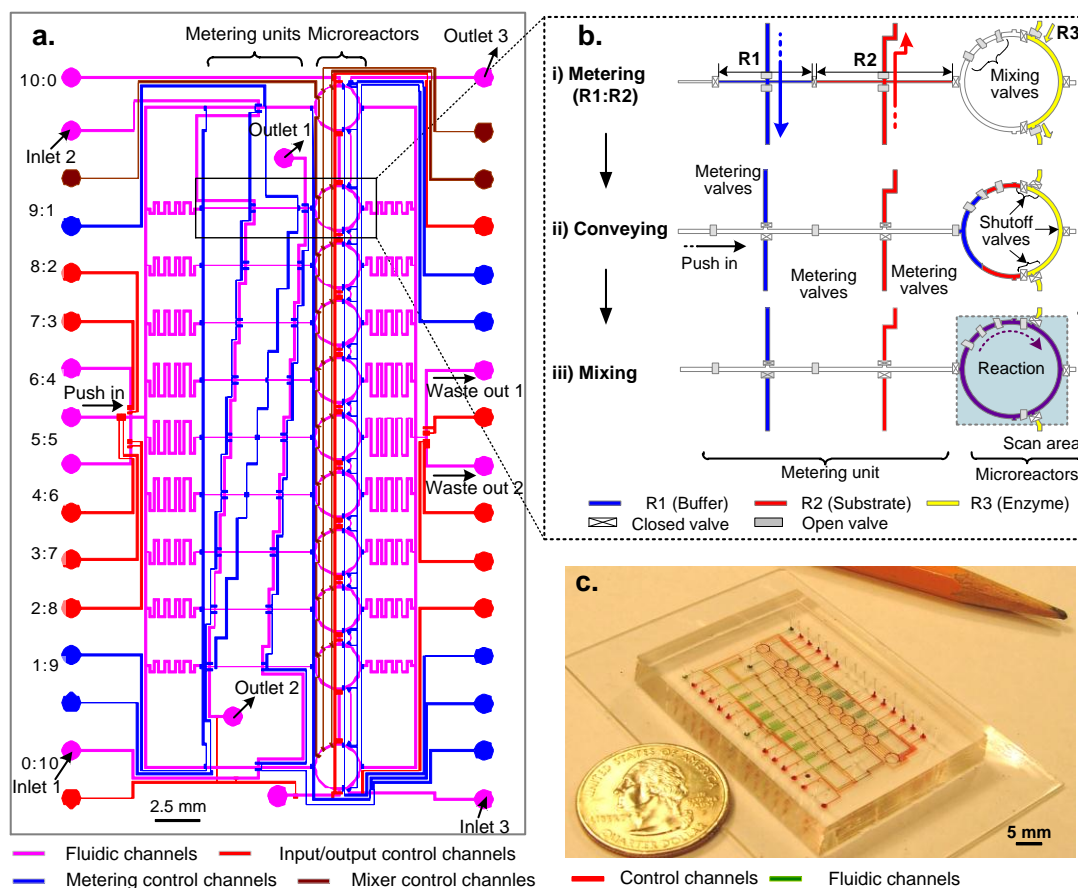 a.
Metering units
Microreactors
Outlet 3
10:0
Inlet 2
Outlet 1
9:1
8:2
7:3
6:4
Push in
5:5
4:6
3:7
2:8
1:9
0:10
Inlet 1
Outlet 2
Waste out 1
Waste out 2
Inlet 3
2.5 mm
Fluidic channels
Input/output control channels
Metering control channels
Mixer control channles
b.
i) Metering
(R1:R2)
R1
R2
R3
Mixing
valves
Metering
valves
ii) Conveying
Push in
Shutoff
valves
Metering
valves
Metering
valves
iii) Mixing
Reaction
Scan area
Metering unit
Microreactors
R1 (Buffer)
R2 (Substrate)
R3 (Enzyme)
Closed valve
Open valve
c.
5 mm
Control channels
Fluidic channels